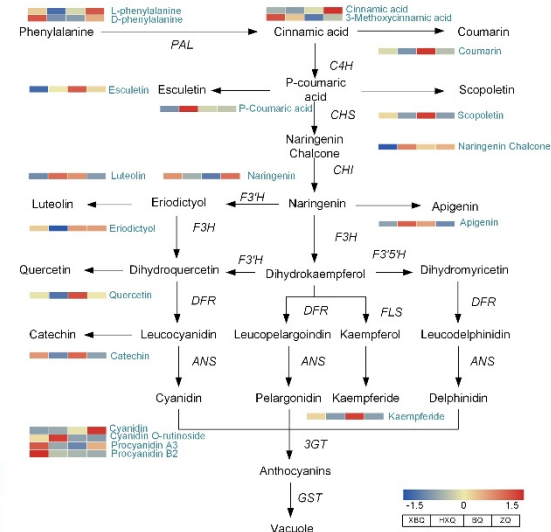 L-phenylalanine
D-phenylalanine
Cinnamic acid
3-Methoxycinnamic acid
Phenylalanine
PAL
Cinnamic acid
Coumarin
Coumarin
C4H
Esculetin
Esculetin
P-coumaric
acid
Scopoletin
P-Coumaric acid
CHS
Scopoletin
Naringenin
Chalcone
Naringenin Chalcone
CHI
Luteolin
Naringenin
Luteolin
Eriodictyol
F3'H
Naringenin
Apigenin
Apigenin
Eriodictyol
F3H
F3H
F3'H
F3'5'H
Quercetin
Dihydroquercetin
Dihydrokaempferol
Dihydromyricetin
Quercetin
DFR
DFR
FLS
DFR
Catechin
Leucocyanidin
Leucopelargoindin
Kaempferol
Leucodelphinidin
Catechin
ANS
ANS
ANS
Cyanidin
Pelargonidin
Kaempferide
Delphinidin
Kaempferide
Cyanidin
Cyanidin O-rutinoside
Procyanidin A3
Procyanidin B2
3GT
Anthocyanins
GST
Vacuole
-1.5 0 1.5
XBQ HXQ BQ ZQ